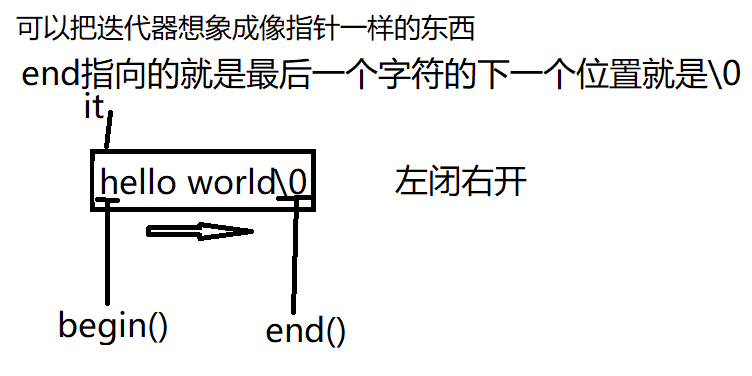 可以把迭代器想象成像指针一样的东西
end指向的就是最后一个字符的下一个位置就是\0
it
hello world\0
左闭右开
begin()
end()